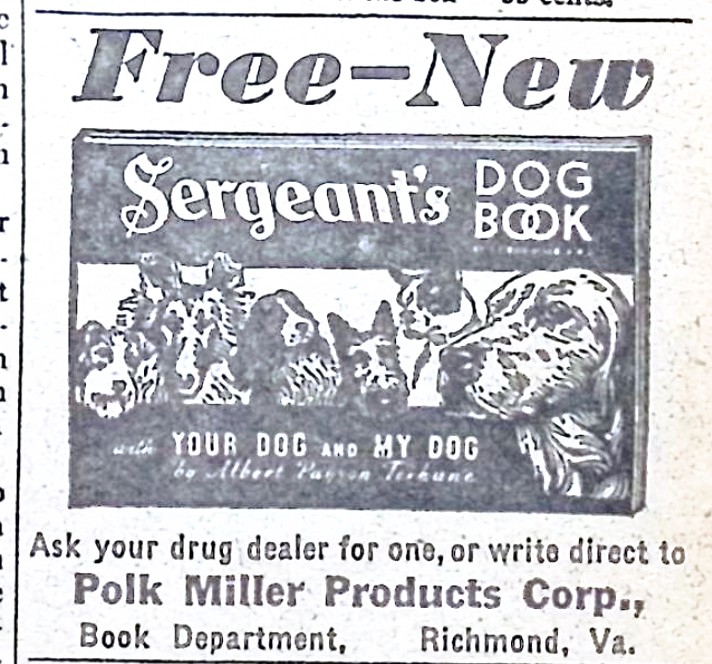 Free—New
Sergeant's DOG BOOK
with YOUR DOG AND MY DOG
by Albert Payson Terhune
Ask your drug dealer for one, or write direct to
Polk Miller Products Corp.,
Book Department, Richmond, Va.